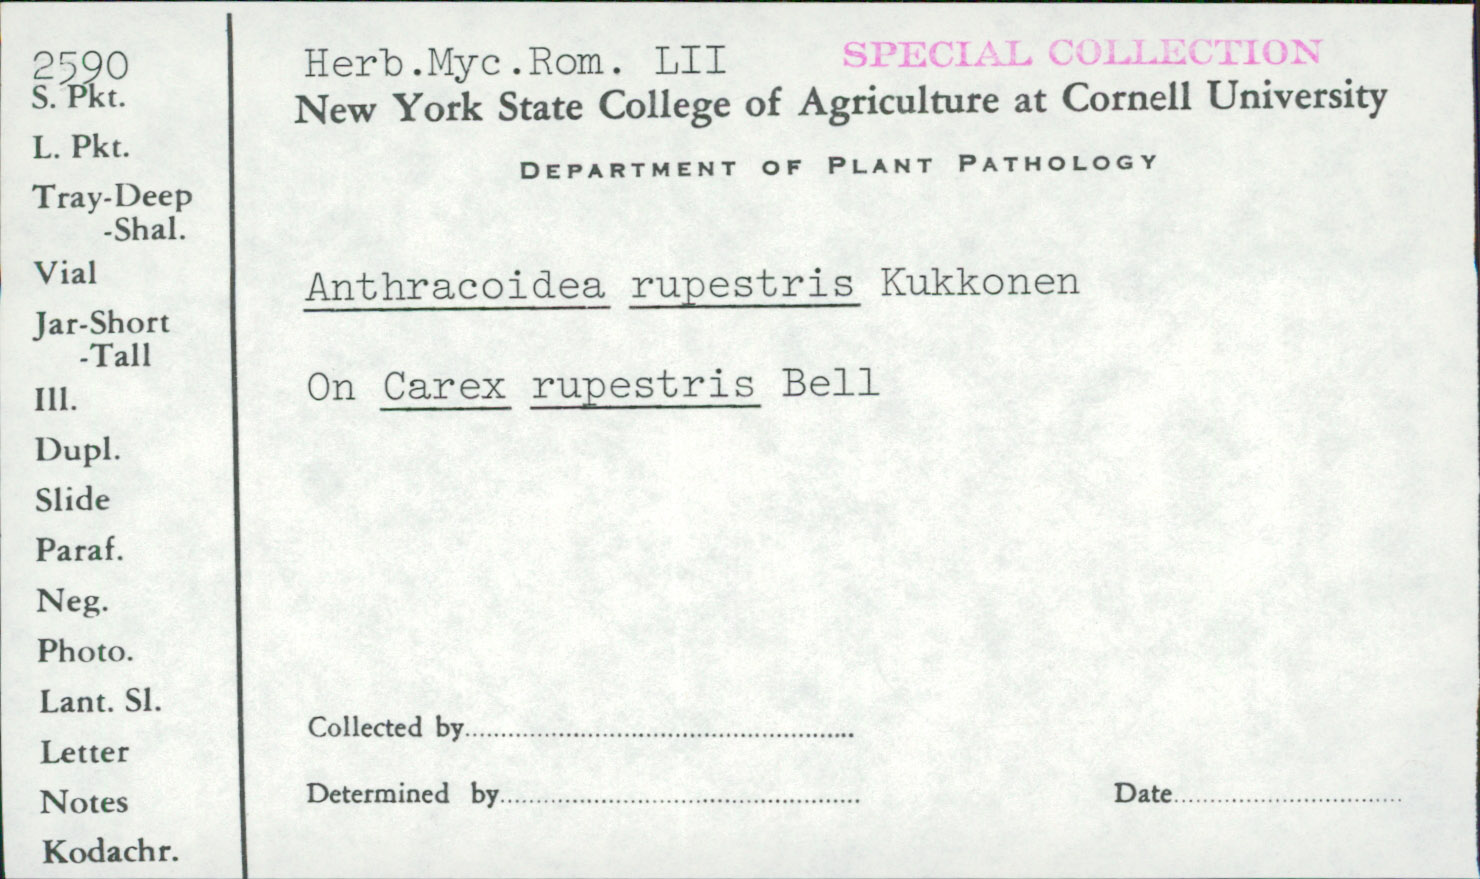 2590
S. Pkt.
L. Pkt.
Tray-Deep
-Shal.
Vial
Jar-Short
-Tall
Ill.
Dupl.
Slide
Paraf.
Neg.
Photo.
Lant. Sl.
Letter
Notes
Kodachr.
Herb.Myc.Rom. LII
SPECIAL COLLECTION
New York State College of Agriculture at Cornell University
DEPARTMENT OF PLANT PATHOLOGY
Anthracoidea rupestris Kukkonen
On Carex rupestris Bell
Collected by
Determined by
Date